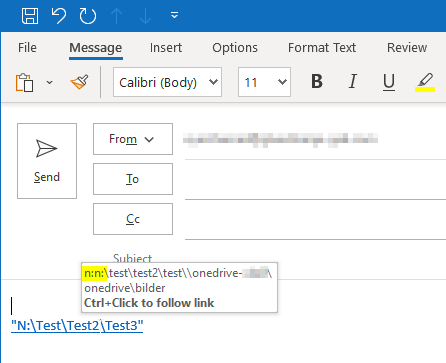 File Message Insert Options Format Text Review
Calibri (Body) 11 B I U
From
Send
To
Cc
Subject
n:n:\test\test2\test\\onedrive-
onedrive\bilder
Ctrl+Click to follow link
"N:\Test\Test2\Test3"